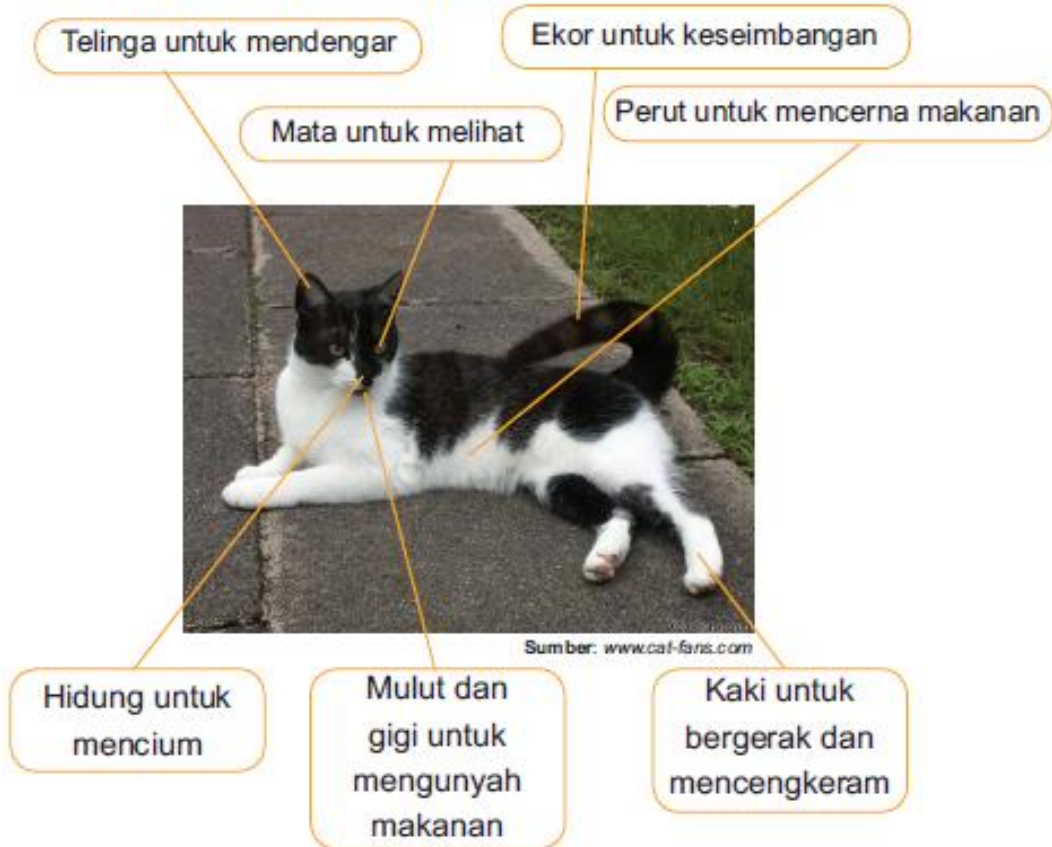 Telinga untuk mendengar
Ekor untuk keseimbangan
Mata untuk melihat
Perut untuk mencerna makanan
Sumber: www.cat-fans.com
Hidung untuk
mencium
Mulut dan
gigi untuk
mengunyah
makanan
Kaki untuk
bergerak dan
mencengkeram